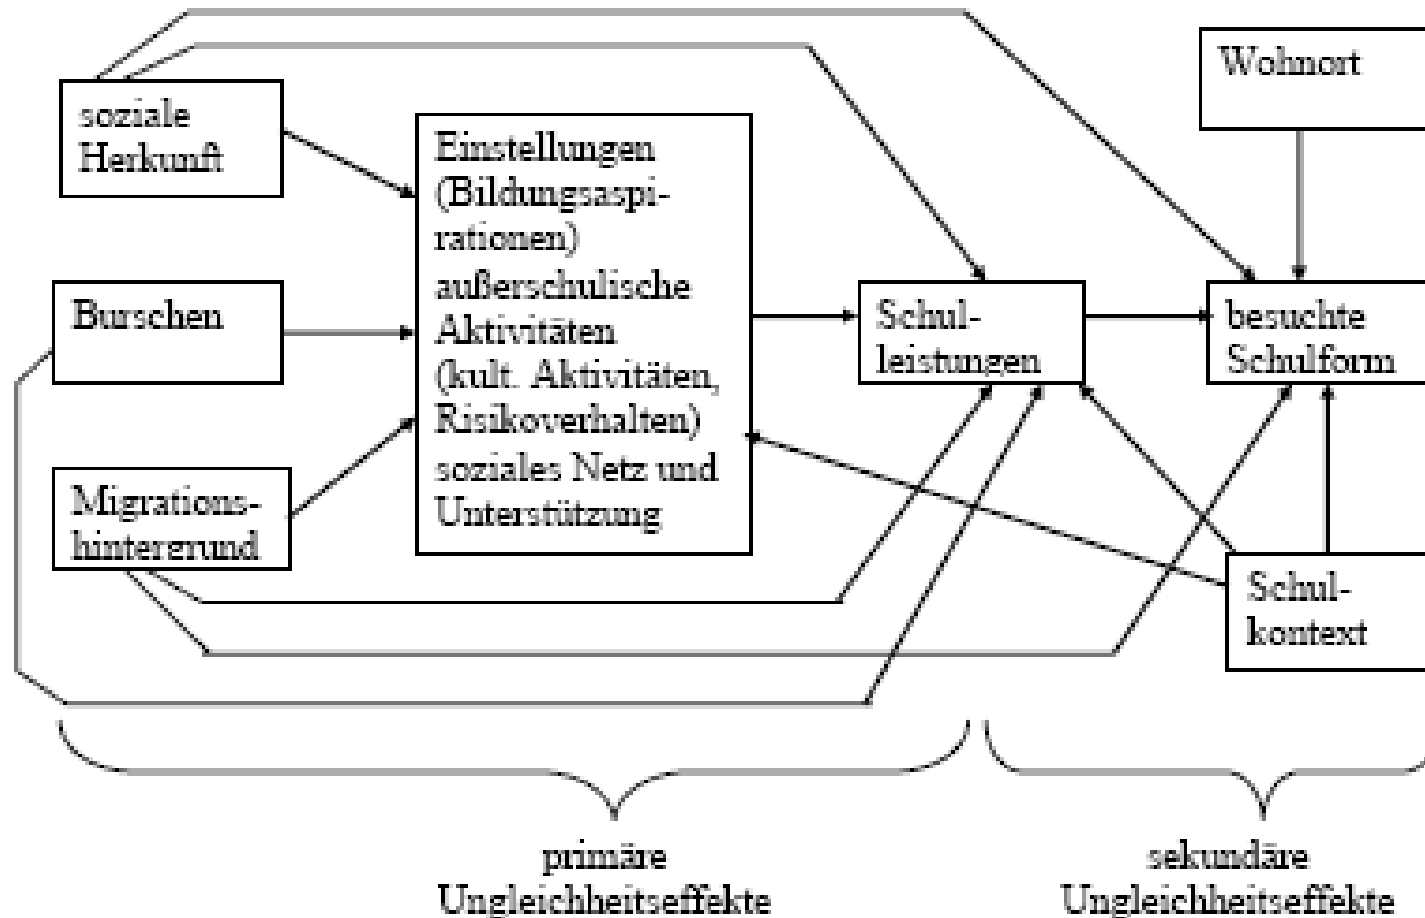 soziale
Herkunft
Burschen
Migrations-
hintergrund
Einstellungen
(Bildungsaspi-
rationen)
außerschulische
Aktivitäten
(kult. Aktivitäten,
Risikoverhalten)
soziales Netz und
Unterstützung
Schul-
leistungen
Wohnort
besuchte
Schulform
Schul-
kontext
primäre
Ungleichheitseffekte
sekundäre
Ungleichheitseffekte